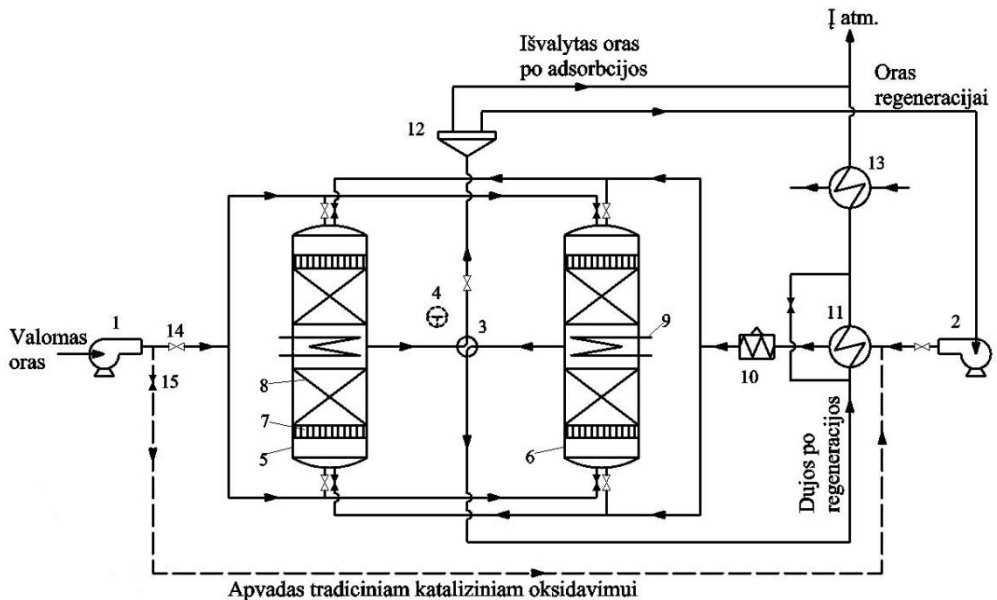 Į atm.
Išvalytas oras
po adsorbcijos
Oras
regeneracijai
12
13
4
11
2
1
14
3
9
Valomas
oras
15
8
10
7
5
6
Dujos po
regeneracijos
Apvadas tradiciniam kataliziniam oksidavimui